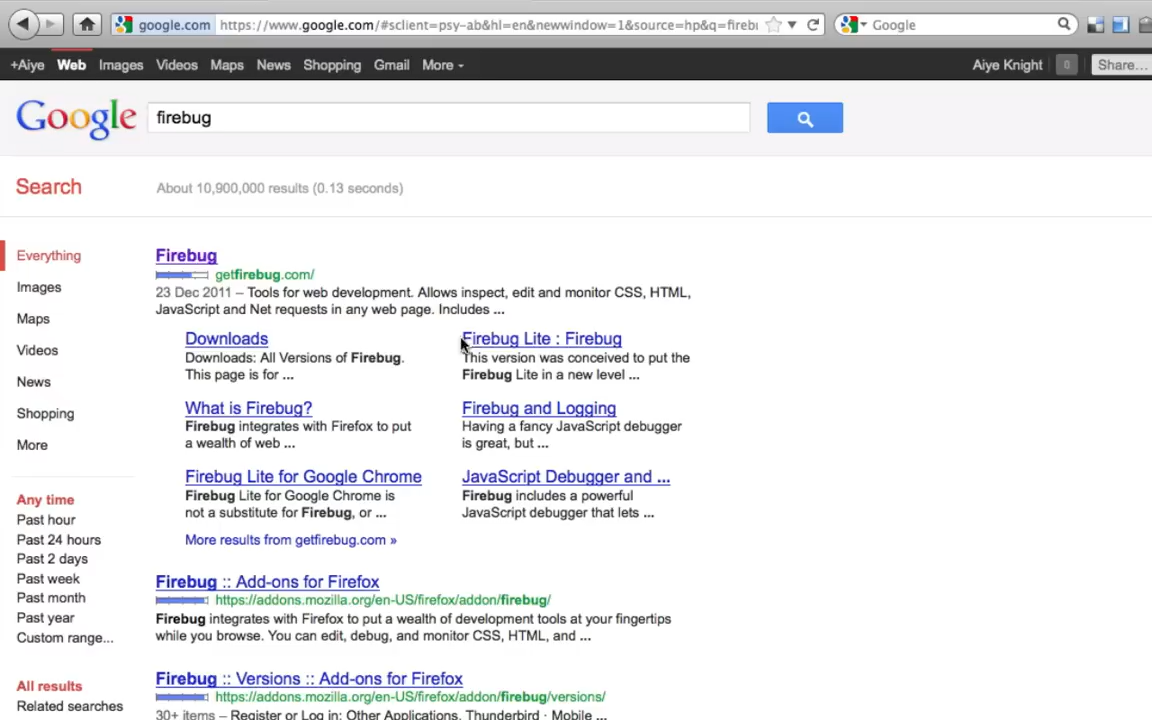 google.com https://www.google.com/#sclient=psy-ab&hl=en&newwindow=1&source=hp&q=firebu
Google
+Aiye Web Images Videos Maps News Shopping Gmail More
Aiye Knight 0 Share...
Google firebug
Search About 10,900,000 results (0.13 seconds)
Everything
Images
Maps
Videos
News
Shopping
More
Any time
Past hour
Past 24 hours
Past 2 days
Past week
Past month
Past year
Custom range...
All results
Related searches
Firebug
getfirebug.com/
23 Dec 2011 – Tools for web development. Allows inspect, edit and monitor CSS, HTML,
JavaScript and Net requests in any web page. Includes ...
Downloads
Downloads: All Versions of Firebug.
This page is for ...
Firebug Lite : Firebug
This version was conceived to put the
Firebug Lite in a new level ...
What is Firebug?
Firebug integrates with Firefox to put
a wealth of web ...
Firebug and Logging
Having a fancy JavaScript debugger
is great, but ...
Firebug Lite for Google Chrome
Firebug Lite for Google Chrome is
not a substitute for Firebug, or ...
JavaScript Debugger and ...
Firebug includes a powerful
JavaScript debugger that lets ...
More results from getfirebug.com »
Firebug :: Add-ons for Firefox
https://addons.mozilla.org/en-US/firefox/addon/firebug/
Firebug integrates with Firefox to put a wealth of development tools at your fingertips
while you browse. You can edit, debug, and monitor CSS, HTML, and ...
Firebug :: Versions :: Add-ons for Firefox
https://addons.mozilla.org/en-US/firefox/addon/firebug/versions/
30+ items – Register or Log in; Other Applications. Thunderbird · Mobile ...